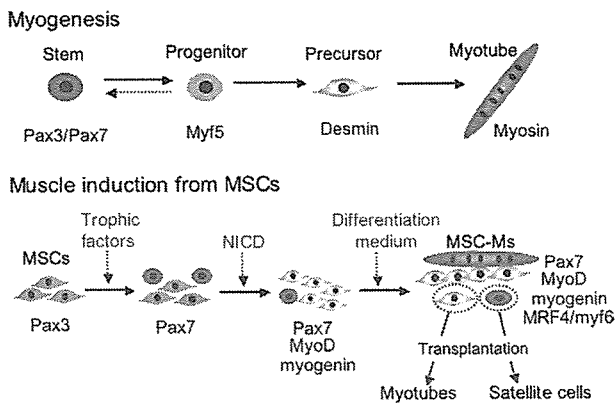 Myogenesis
Stem
Progenitor
Precursor
Myotube
Pax3/Pax7
Myf5
Desmin
Myosin
Muscle induction from MSCs
Trophic
factors
NICD
Differentiation
medium
MSCs
MSC-Ms
Pax3
Pax7
Pax7
MyoD
myogenin
Pax7
MyoD
myogenin
MRF4/myf6
Transplantation
Myotubes
Satellite cells